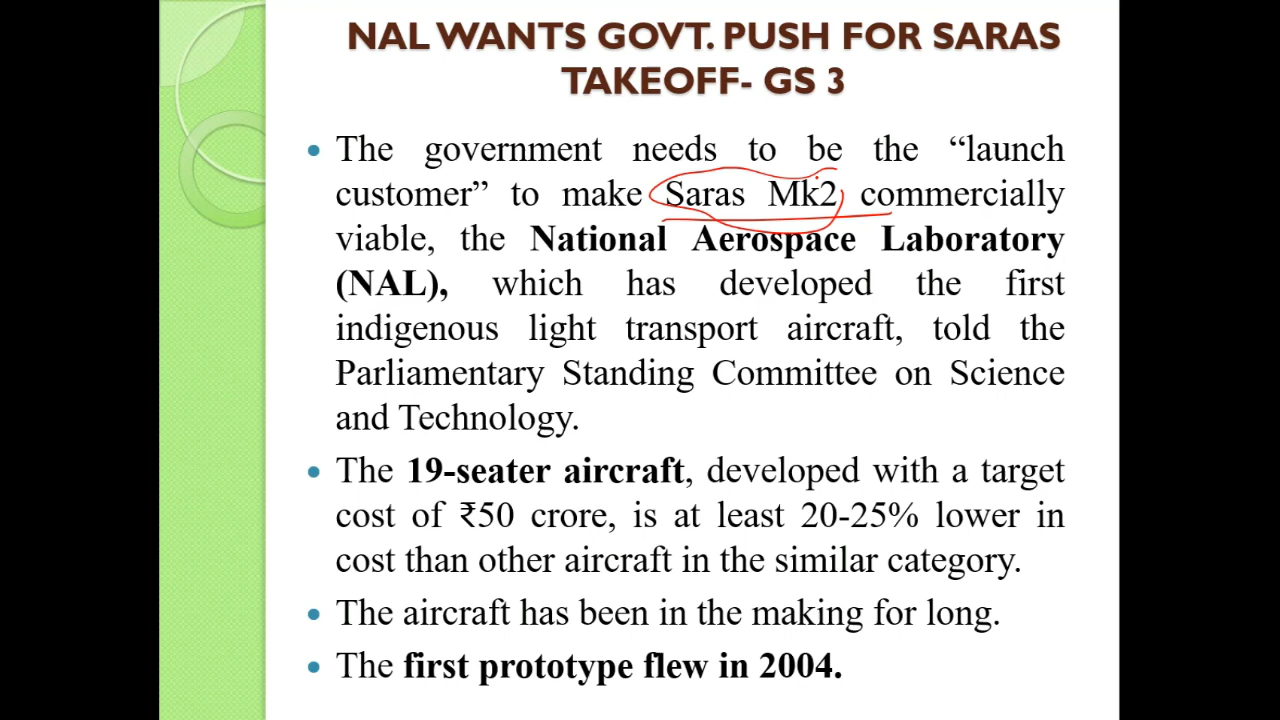 NAL WANTS GOVT. PUSH FOR SARAS
TAKEOFF- GS 3
• The government needs to be the “launch
customer” to make Saras Mk2 commercially
viable, the National Aerospace Laboratory
(NAL), which has developed the first
indigenous light transport aircraft, told the
Parliamentary Standing Committee on Science
and Technology.
• The 19-seater aircraft, developed with a target
cost of ₹50 crore, is at least 20-25% lower in
cost than other aircraft in the similar category.
• The aircraft has been in the making for long.
• The first prototype flew in 2004.